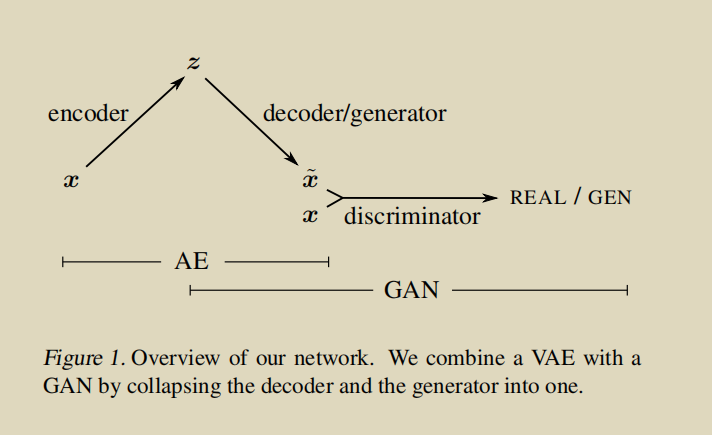 z
encoder
decoder/generator
x
x̃
x
discriminator
REAL / GEN
AE
GAN
Figure 1. Overview of our network. We combine a VAE with a
GAN by collapsing the decoder and the generator into one.